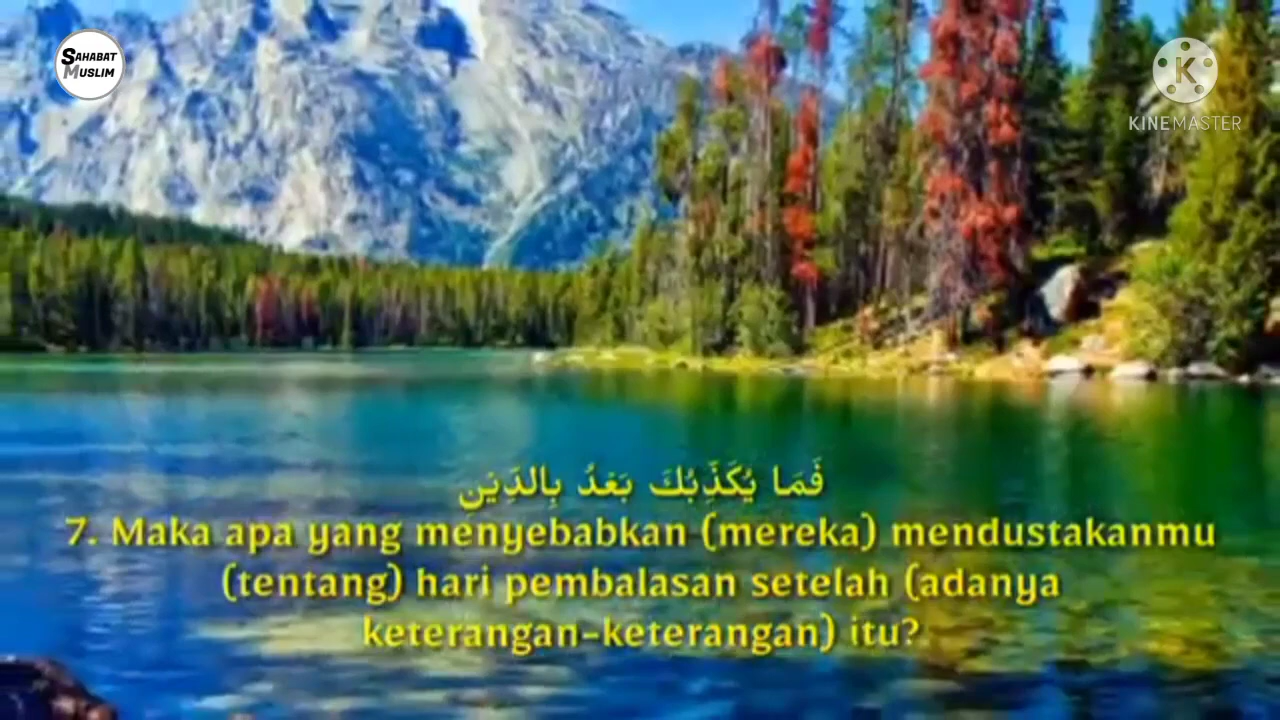 SAHABAT
MUSLIM
K
KINEMASTER
فَمَا يُكَذِّبُكَ بَعْدُ بِالدِّيْنِ
7. Maka apa yang menyebabkan (mereka) mendustakanmu
(tentang) hari pembalasan setelah (adanya
keterangan-keterangan) itu?